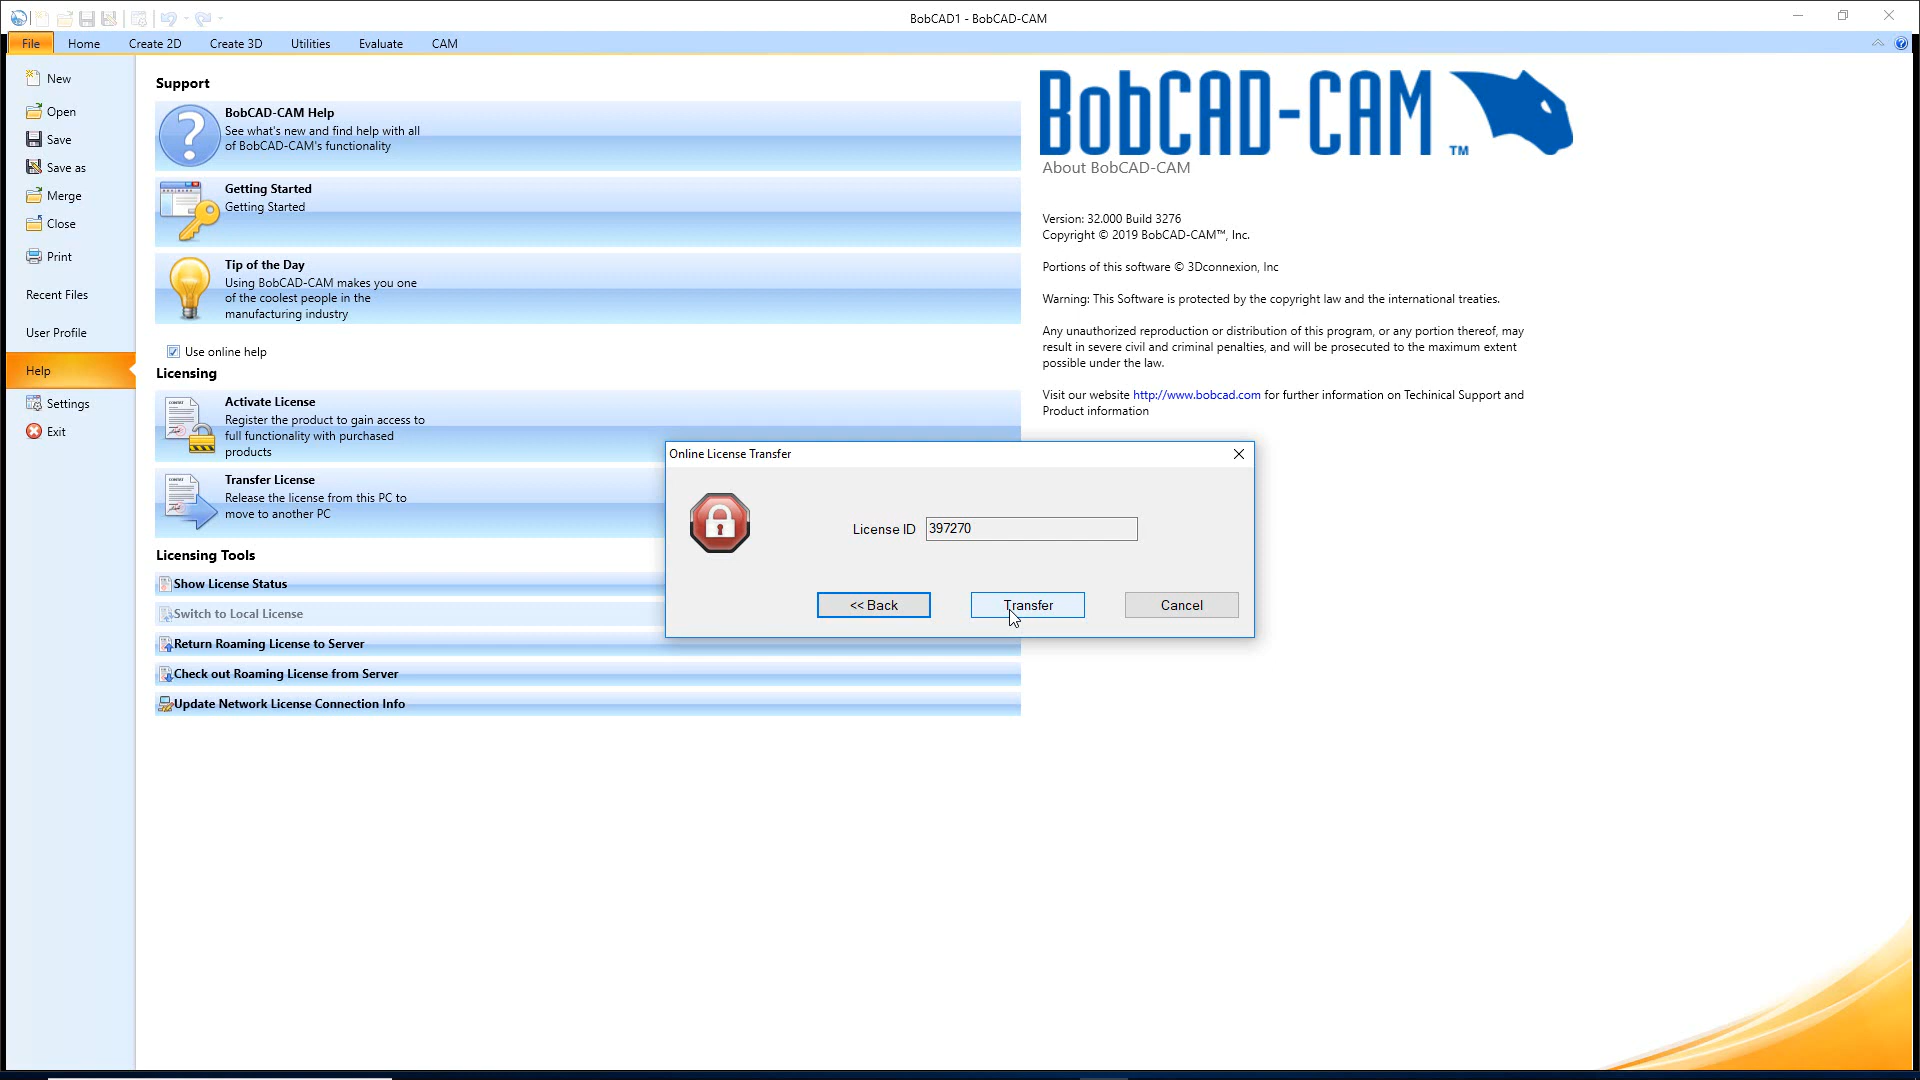 BobCAD1 - BobCAD-CAM
File Home Create 2D Create 3D Utilities Evaluate CAM
New
Open
Save
Save as
Merge
Close
Print
Recent Files
User Profile
Help
Settings
Exit
Support
BobCAD-CAM Help
See what's new and find help with all
of BobCAD-CAM's functionality
Getting Started
Getting Started
Tip of the Day
Using BobCAD-CAM makes you one
of the coolest people in the
manufacturing industry
Use online help
Licensing
Activate License
Register the product to gain access to
full functionality with purchased
products
Transfer License
Release the license from this PC to
move to another PC
Licensing Tools
Show License Status
Switch to Local License
Return Roaming License to Server
Check out Roaming License from Server
Update Network License Connection Info
BobCAD-CAM TM
About BobCAD-CAM
Version: 32.000 Build 3276
Copyright © 2019 BobCAD-CAM™, Inc.
Portions of this software © 3Dconnexion, Inc
Warning: This Software is protected by the copyright law and the international treaties.
Any unauthorized reproduction or distribution of this program, or any portion thereof, may
result in severe civil and criminal penalties, and will be prosecuted to the maximum extent
possible under the law.
Visit our website http://www.bobcad.com for further information on Techinical Support and
Product information
Online License Transfer
License ID 397270
<< Back Transfer Cancel